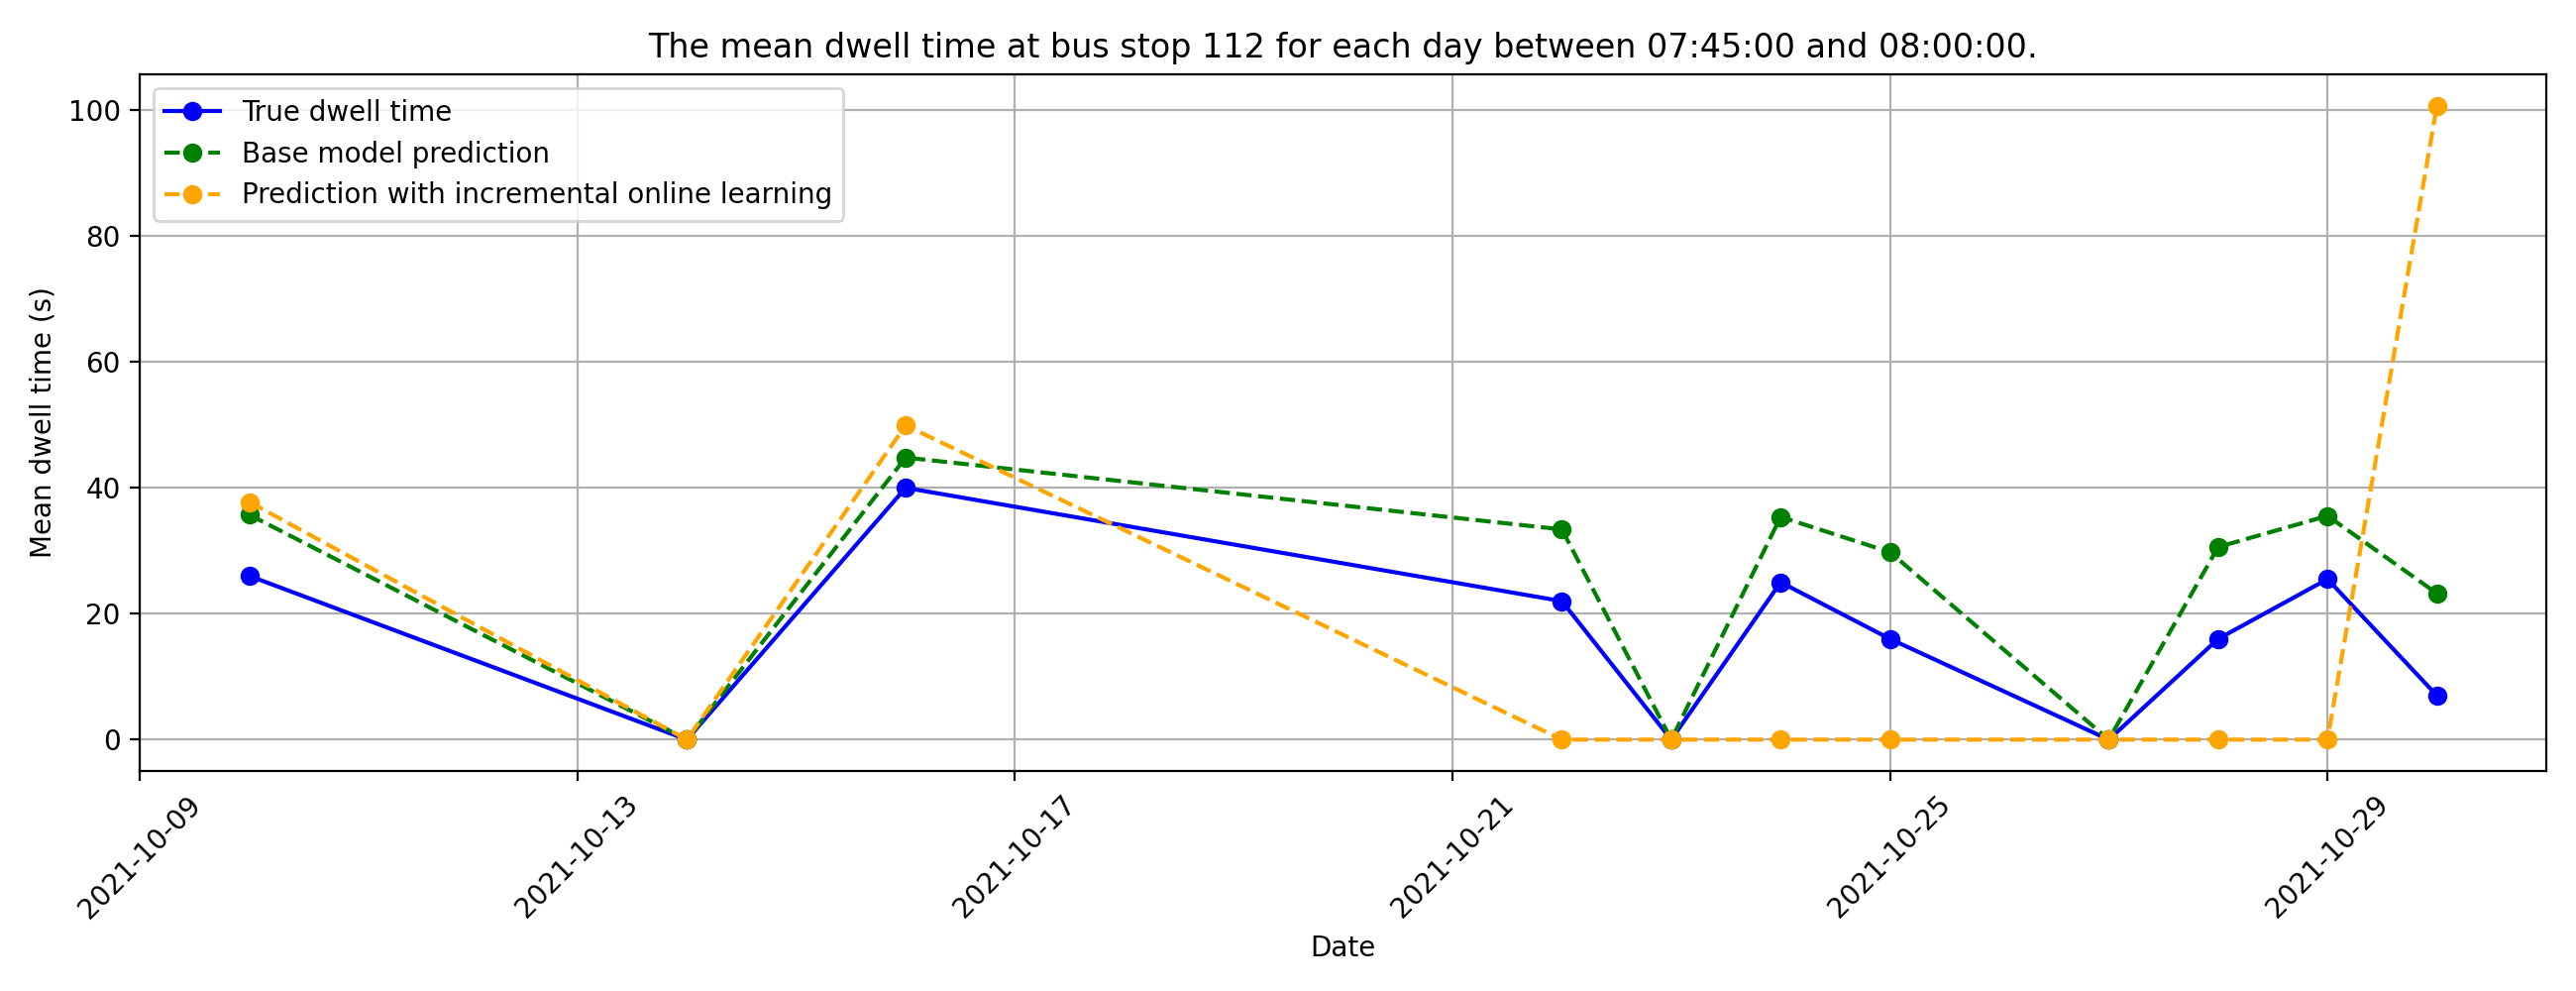 The mean dwell time at bus stop 112 for each day between 07:45:00 and 08:00:00.
True dwell time
Base model prediction
Prediction with incremental online learning
Mean dwell time (s)
100
80
60
40
20
0
2021-10-09
2021-10-13
2021-10-17
2021-10-21
2021-10-25
2021-10-29
Date